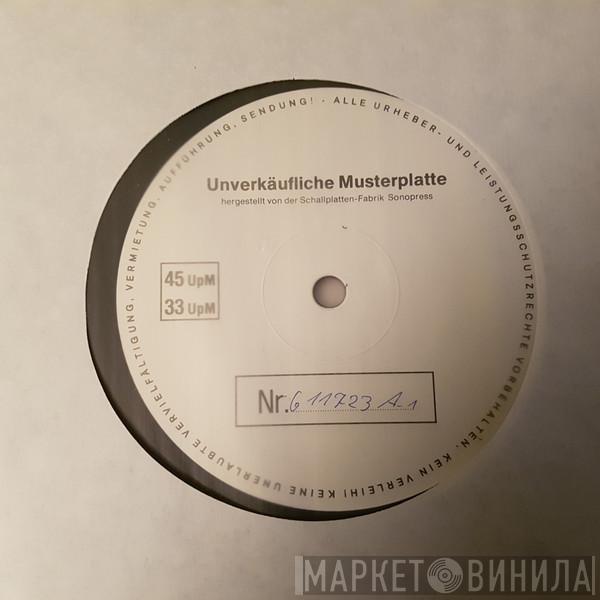 ALLE URHEBER- UND LEISTUNGSSCHUTZRECHTE VORBEHALTEN. KEIN VERLEIH! KEINE UNERLAUBTE VERVIELFÄLTIGUNG, VERMIETUNG, AUFFÜHRUNG, SENDUNG! ·
Unverkäufliche Musterplatte
hergestellt von der Schallplatten-Fabrik Sonopress
45 UpM
33 UpM
Nr. 611723 A-1
МАРКЕТ ВИНИЛА